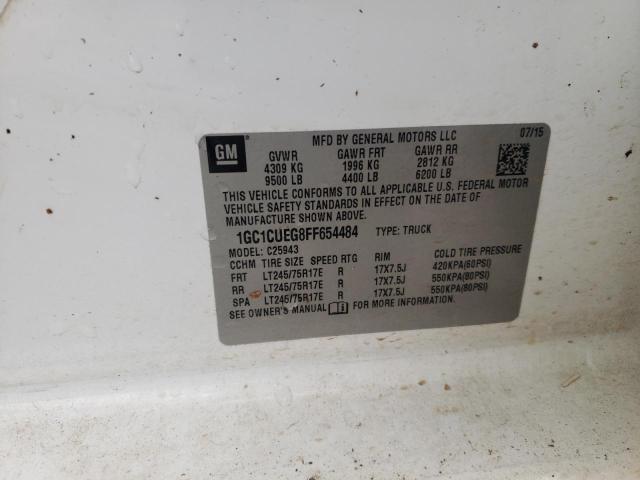 GM
MFD BY GENERAL MOTORS LLC 07/15
GVWR GAWR FRT GAWR RR
4309 KG 1996 KG 2812 KG
9500 LB 4400 LB 6200 LB
THIS VEHICLE CONFORMS TO ALL APPLICABLE U.S. FEDERAL MOTOR
VEHICLE SAFETY STANDARDS IN EFFECT ON THE DATE OF
MANUFACTURE SHOWN ABOVE.
1GC1CUEG8FF654484 TYPE: TRUCK
MODEL: C25943
CCHM TIRE SIZE SPEED RTG RIM COLD TIRE PRESSURE
FRT LT245/75R17E R 17X7.5J 420KPA(60PSI)
RR LT245/75R17E R 17X7.5J 550KPA(80PSI)
SPA LT245/75R17E R 17X7.5J 550KPA(80PSI)
SEE OWNER'S MANUAL FOR MORE INFORMATION.